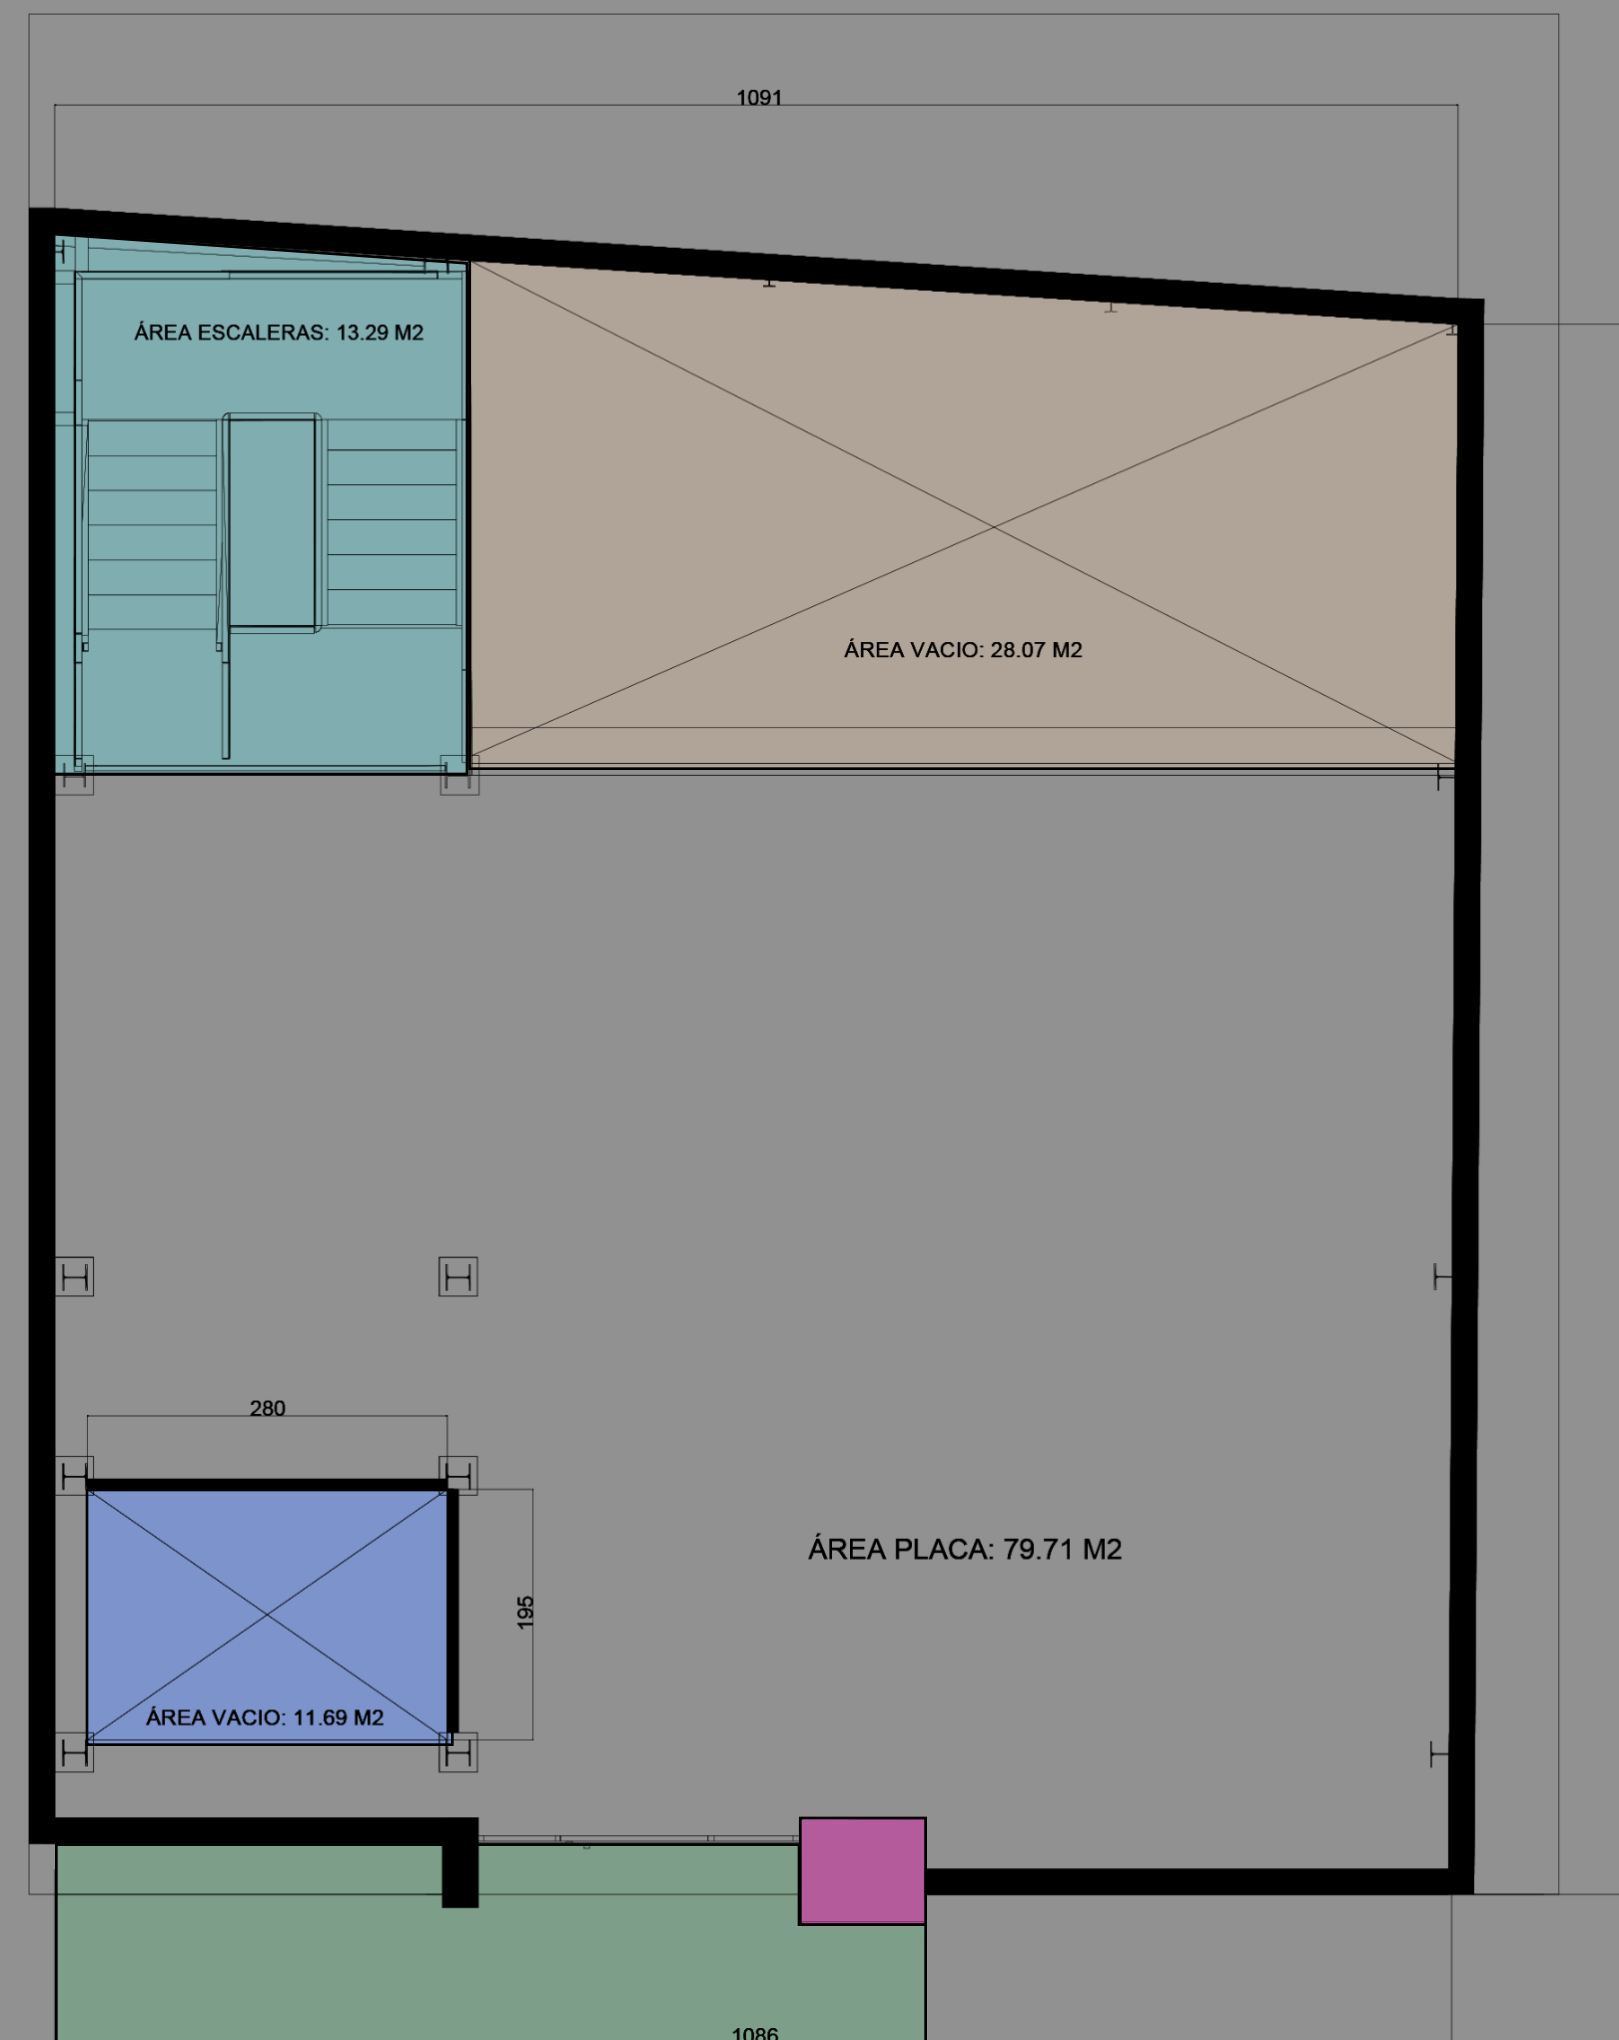 1091
ÁREA ESCALERAS: 13.29 M2
ÁREA VACIO: 28.07 M2
280
195
ÁREA PLACA: 79.71 M2
ÁREA VACIO: 11.69 M2
1086